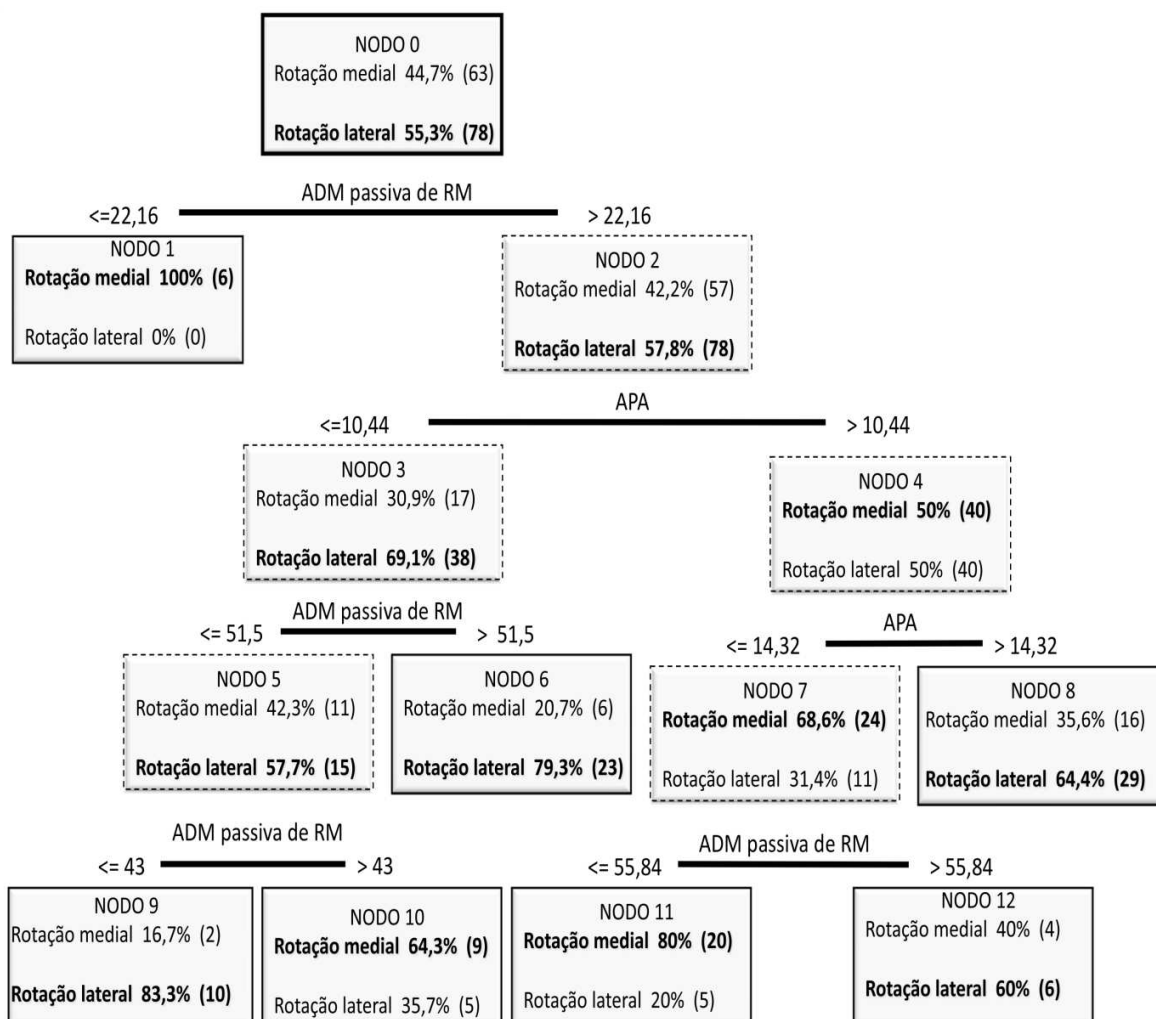 NODO 0
Rotação medial 44,7% (63)
Rotação lateral 55,3% (78)
ADM passiva de RM
<=22,16
> 22,16
NODO 1
Rotação medial 100% (6)
Rotação lateral 0% (0)
NODO 2
Rotação medial 42,2% (57)
Rotação lateral 57,8% (78)
APA
<=10,44
> 10,44
NODO 3
Rotação medial 30,9% (17)
Rotação lateral 69,1% (38)
NODO 4
Rotação medial 50% (40)
Rotação lateral 50% (40)
ADM passiva de RM
<= 51,5
> 51,5
APA
<= 14,32
> 14,32
NODO 5
Rotação medial 42,3% (11)
Rotação lateral 57,7% (15)
NODO 6
Rotação medial 20,7% (6)
Rotação lateral 79,3% (23)
NODO 7
Rotação medial 68,6% (24)
Rotação lateral 31,4% (11)
NODO 8
Rotação medial 35,6% (16)
Rotação lateral 64,4% (29)
ADM passiva de RM
<= 43
> 43
ADM passiva de RM
<= 55,84
> 55,84
NODO 9
Rotação medial 16,7% (2)
Rotação lateral 83,3% (10)
NODO 10
Rotação medial 64,3% (9)
Rotação lateral 35,7% (5)
NODO 11
Rotação medial 80% (20)
Rotação lateral 20% (5)
NODO 12
Rotação medial 40% (4)
Rotação lateral 60% (6)